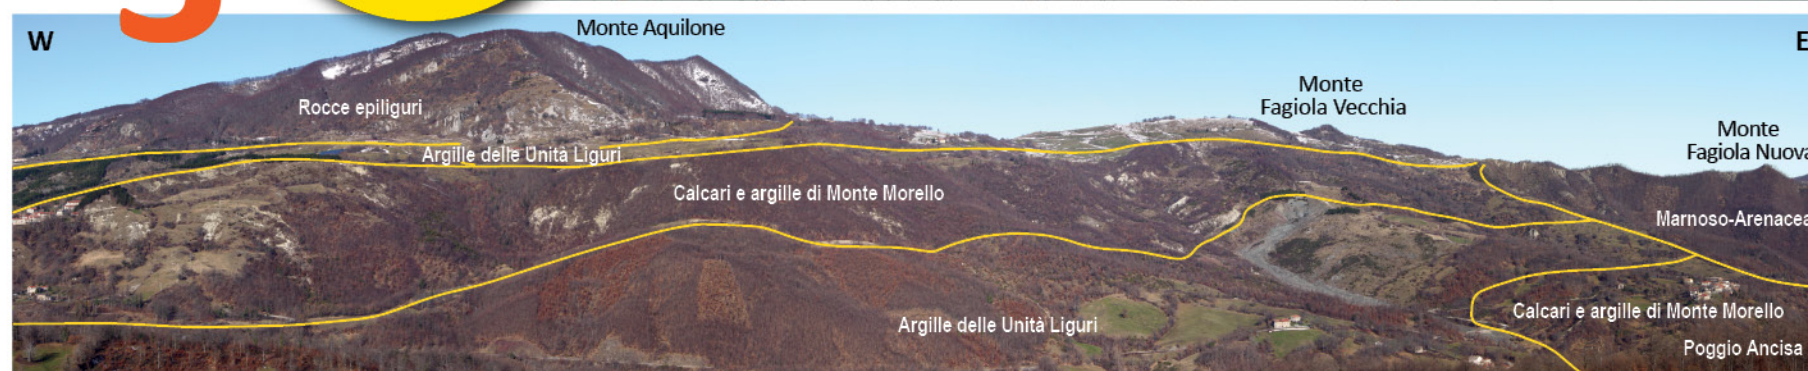 W
Monte Aquilone
E
Monte
Fagiola Vecchia
Rocce epiliguri
Monte
Fagiola Nuova
Argille delle Unità Liguri
Calcari e argille di Monte Morello
Marnoso-Arenacea
Calcari e argille di Monte Morello
Argille delle Unità Liguri
Poggio Ancisa